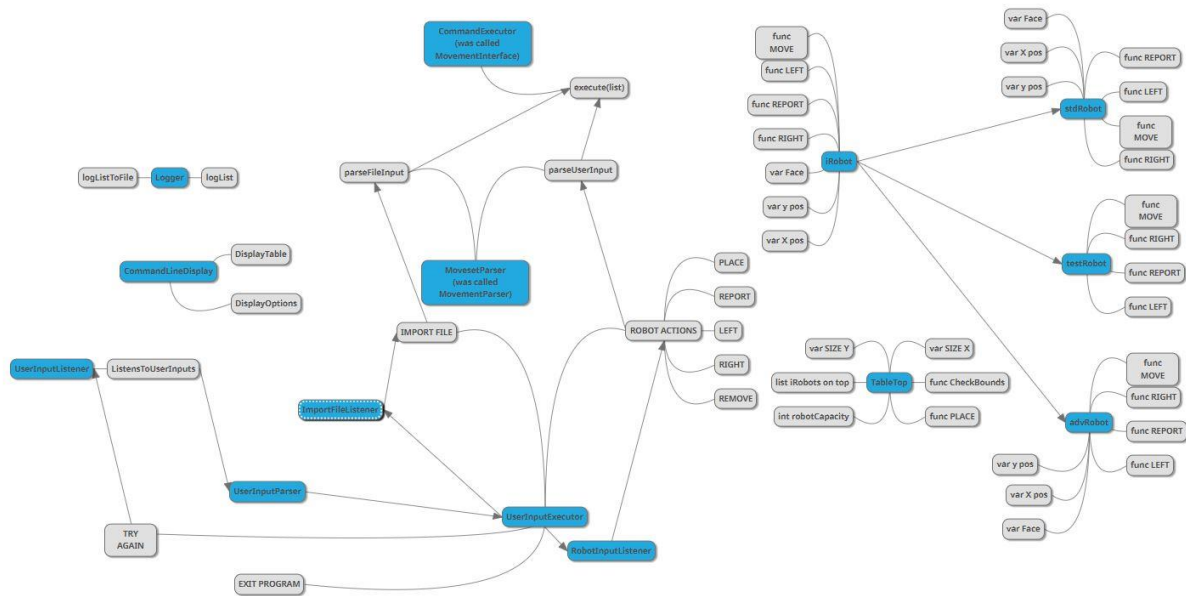 CommandExecutor
(was called
MovementInterface)
execute(list)
parseFileInput
parseUserInput
logListToFile
Logger
logList
CommandLineDisplay
DisplayTable
DisplayOptions
MovesetParser
(was called
MovementParser)
IMPORT FILE
ROBOT ACTIONS
PLACE
REPORT
LEFT
RIGHT
REMOVE
UserInputListener
ListensToUserInputs
ImportFileListener
UserInputParser
UserInputExecutor
RobotInputListener
TRY
AGAIN
EXIT PROGRAM
func
MOVE
func LEFT
func REPORT
func RIGHT
var Face
var y pos
var X pos
iRobot
var Face
var X pos
var y pos
stdRobot
func REPORT
func LEFT
func
MOVE
func RIGHT
func
MOVE
func RIGHT
testRobot
func REPORT
func LEFT
var SIZE Y
var SIZE X
list iRobots on top
TableTop
func CheckBounds
int robotCapacity
func PLACE
func
MOVE
func RIGHT
advRobot
func REPORT
func LEFT
var y pos
var X pos
var Face